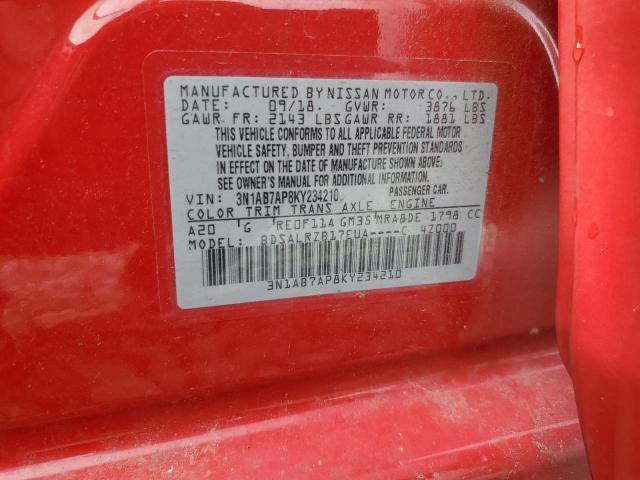 MANUFACTURED BY NISSAN MOTOR CO., LTD.
DATE: 09/18 GVWR: 3876 LBS
GAWR FR: 2143 LBS GAWR RR: 1881 LBS
THIS VEHICLE CONFORMS TO ALL APPLICABLE FEDERAL MOTOR
VEHICLE SAFETY, BUMPER AND THEFT PREVENTION STANDARDS
IN EFFECT ON THE DATE OF MANUFACTURE SHOWN ABOVE.
SEE OWNER'S MANUAL FOR ADDITIONAL INFORMATION.
VIN: 3N1AB7AP8KY234210 PASSENGER CAR.
COLOR TRIM TRANS AXLE ENGINE
A20 G RE0F11A GM35 MRA8DE 1798 CC
MODEL: BDSALRZB17EUA----C 4Z000
3N1AB7AP8KY234210